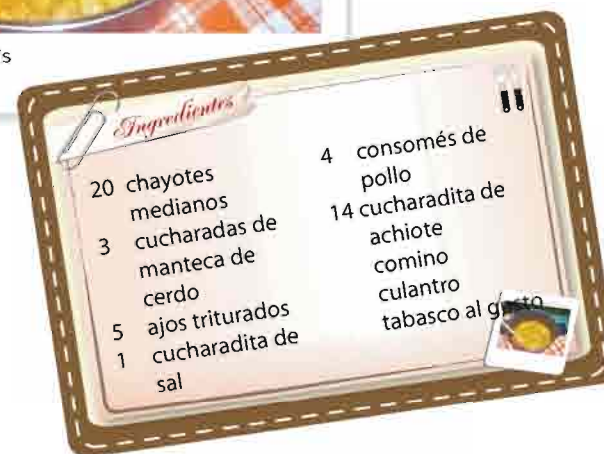 s
Ingredientes
20 chayotes
medianos
3 cucharadas de
manteca de
cerdo
5 ajos triturados
1 cucharadita de
sal
4 consomés de
pollo
14 cucharadita de
achiote
comino
culantro
tabasco al gusto